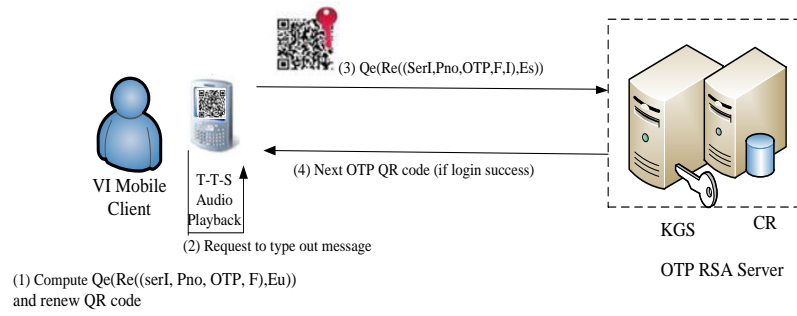 (3) Qe(Re((SerI,Pno,OTP,F,I),Es))
(4) Next OTP QR code (if login success)
VI Mobile
Client
T-T-S
Audio
Playback
(2) Request to type out message
KGS
CR
OTP RSA Server
(1) Compute Qe(Re((serI, Pno, OTP, F),Eu))
and renew QR code